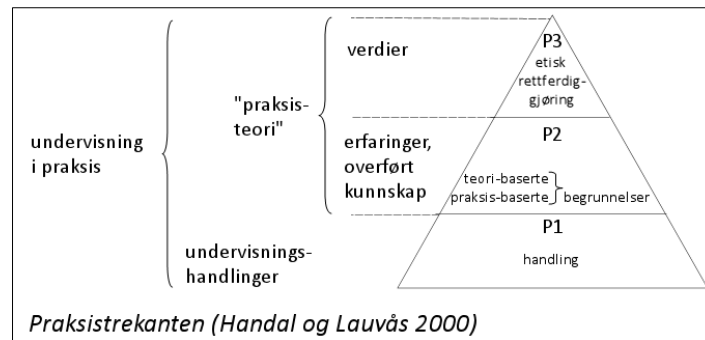 undervisning
i praksis
"praksis-
teori"
verdier
erfaringer,
overført
kunnskap
undervisnings-
handlinger
P3
etisk
rettferdig-
gjøring
P2
teori-baserte
praksis-baserte
begrunnelser
P1
handling
Praksistrekanten (Handal og Lauvås 2000)